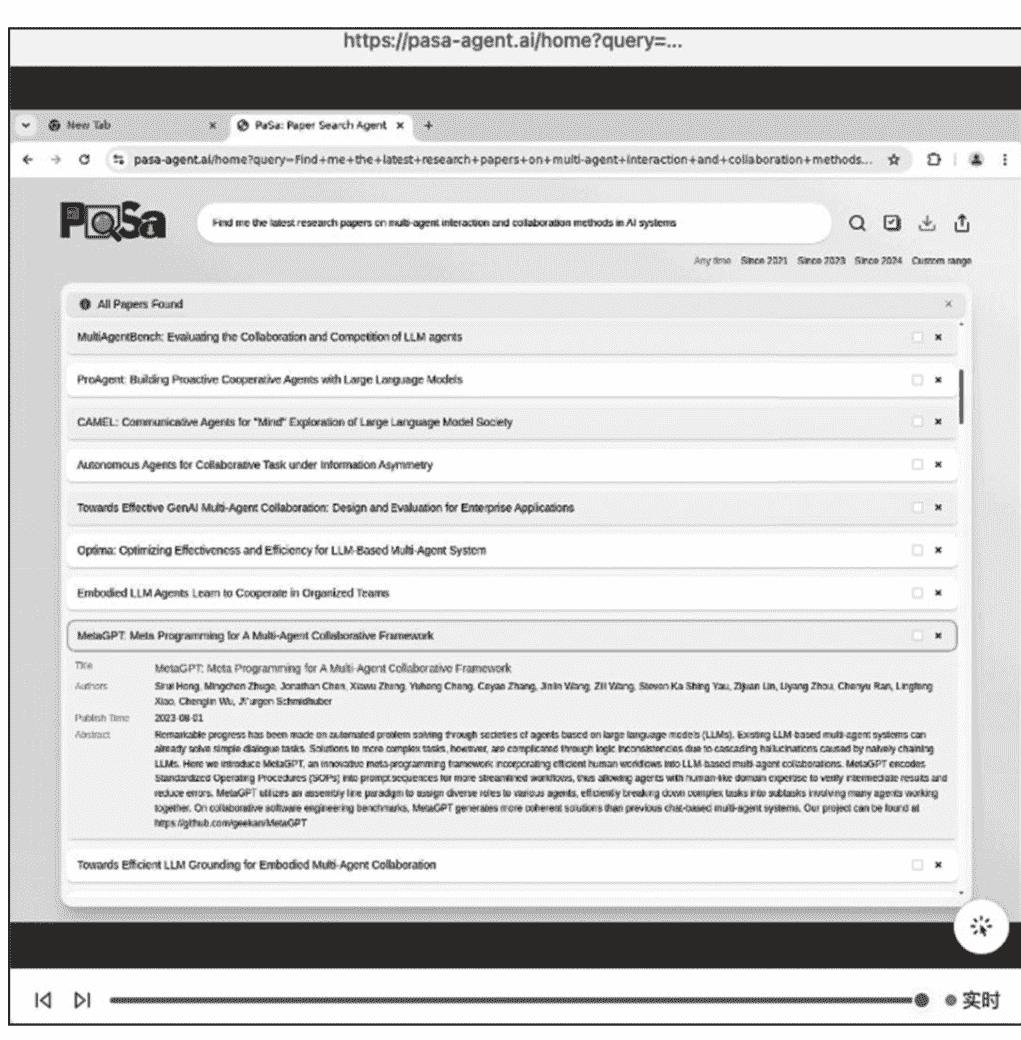 https://pasa-agent.ai/home?query=...
New Tab
PaSa: Paper Search Agent
pasa-agent.ai/home?query=Find+me+the+latest+research+papers+on+multi-agent+interaction+and+collaboration+methods...
PaSa
Find me the latest research papers on multi-agent interaction and collaboration methods in AI systems
Any time Since 2021 Since 2023 Since 2024 Custom range
All Papers Found
MultiAgentBench: Evaluating the Collaboration and Competition of LLM agents
ProAgent: Building Proactive Cooperative Agents with Large Language Models
CAMEL: Communicative Agents for "Mind" Exploration of Large Language Model Society
Autonomous Agents for Collaborative Task under Information Asymmetry
Towards Effective GenAI Multi-Agent Collaboration: Design and Evaluation for Enterprise Applications
Optima: Optimizing Effectiveness and Efficiency for LLM-Based Multi-Agent System
Embodied LLM Agents Learn to Cooperate in Organized Teams
MetaGPT: Meta Programming for A Multi-Agent Collaborative Framework
Title MetaGPT: Meta Programming for A Multi-Agent Collaborative Framework
Authors Sirui Hong, Mingchen Zhuge, Jonathan Chen, Xiawu Zheng, Yuheng Cheng, Ceyao Zhang, Jinlin Wang, Zili Wang, Steven Ka Shing Yau, Zijuan Lin, Liyang Zhou, Chenyu Ran, Lingfeng
Xiao, Chenglin Wu, J\"urgen Schmidhuber
Publish Time 2023-08-01
Abstract Remarkable progress has been made on automated problem solving through societies of agents based on large language models (LLMs). Existing LLM-based multi-agent systems can
already solve simple dialogue tasks. Solutions to more complex tasks, however, are complicated through logic inconsistencies due to cascading hallucinations caused by naively chaining
LLMs. Here we introduce MetaGPT, an innovative meta-programming framework incorporating efficient human workflows into LLM-based multi-agent collaborations. MetaGPT encodes
Standardized Operating Procedures (SOPs) into prompt sequences for more streamlined workflows, thus allowing agents with human-like domain expertise to verify intermediate results and
reduce errors. MetaGPT utilizes an assembly line paradigm to assign diverse roles to various agents, efficiently breaking down complex tasks into subtasks involving many agents working
together. On collaborative software engineering benchmarks, MetaGPT generates more coherent solutions than previous chat-based multi-agent systems. Our project can be found at
https://github.com/geekan/MetaGPT
Towards Efficient LLM Grounding for Embodied Multi-Agent Collaboration
实时